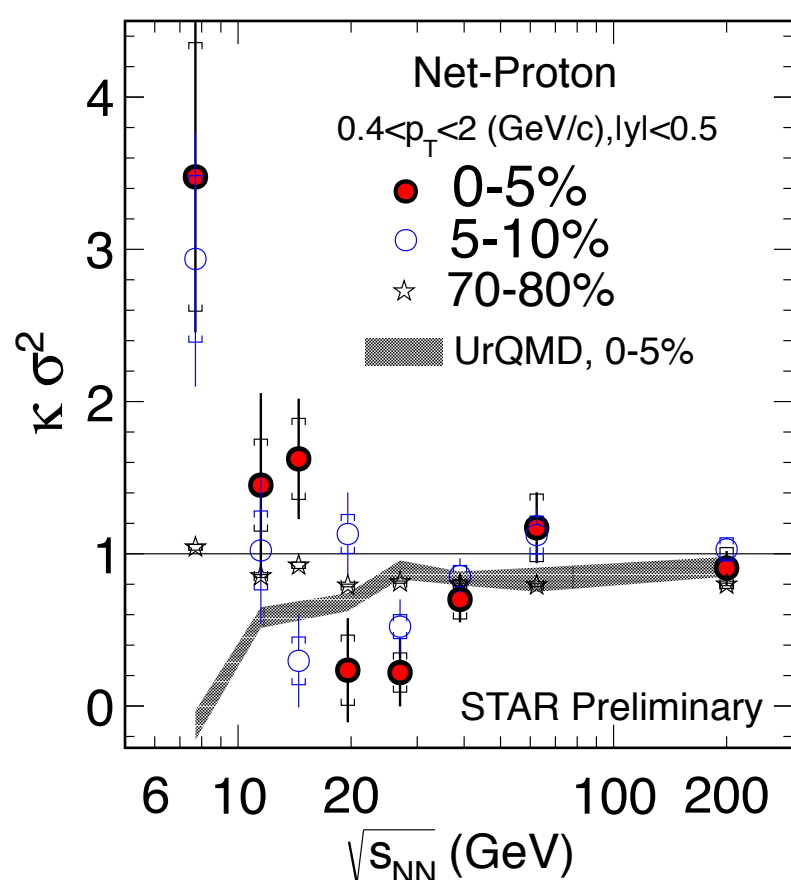 Net-Proton
0.4<p_T<2 (GeV/c),|y|<0.5
0-5%
5-10%
70-80%
UrQMD, 0-5%
STAR Preliminary
κ σ²
4
3
2
1
0
6 10 20 100 200
√s_NN (GeV)